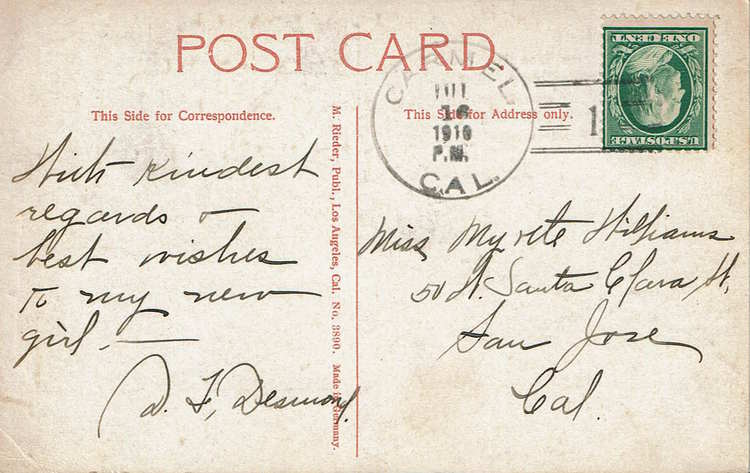 POST CARD
This Side for Correspondence.
This Side for Address only.
CARMEL,
JUL
16
1910
P.M.
CAL.
1
U.S. POSTAGE
ONE CENT
With kindest
regards &
best wishes
to my new
girl. —
D. F. Desmond.
M. Rieder, Publ., Los Angeles, Cal. No. 3890. Made in Germany.
Miss Myrtle Williams
50 N. Santa Clara St,
San Jose
Cal.